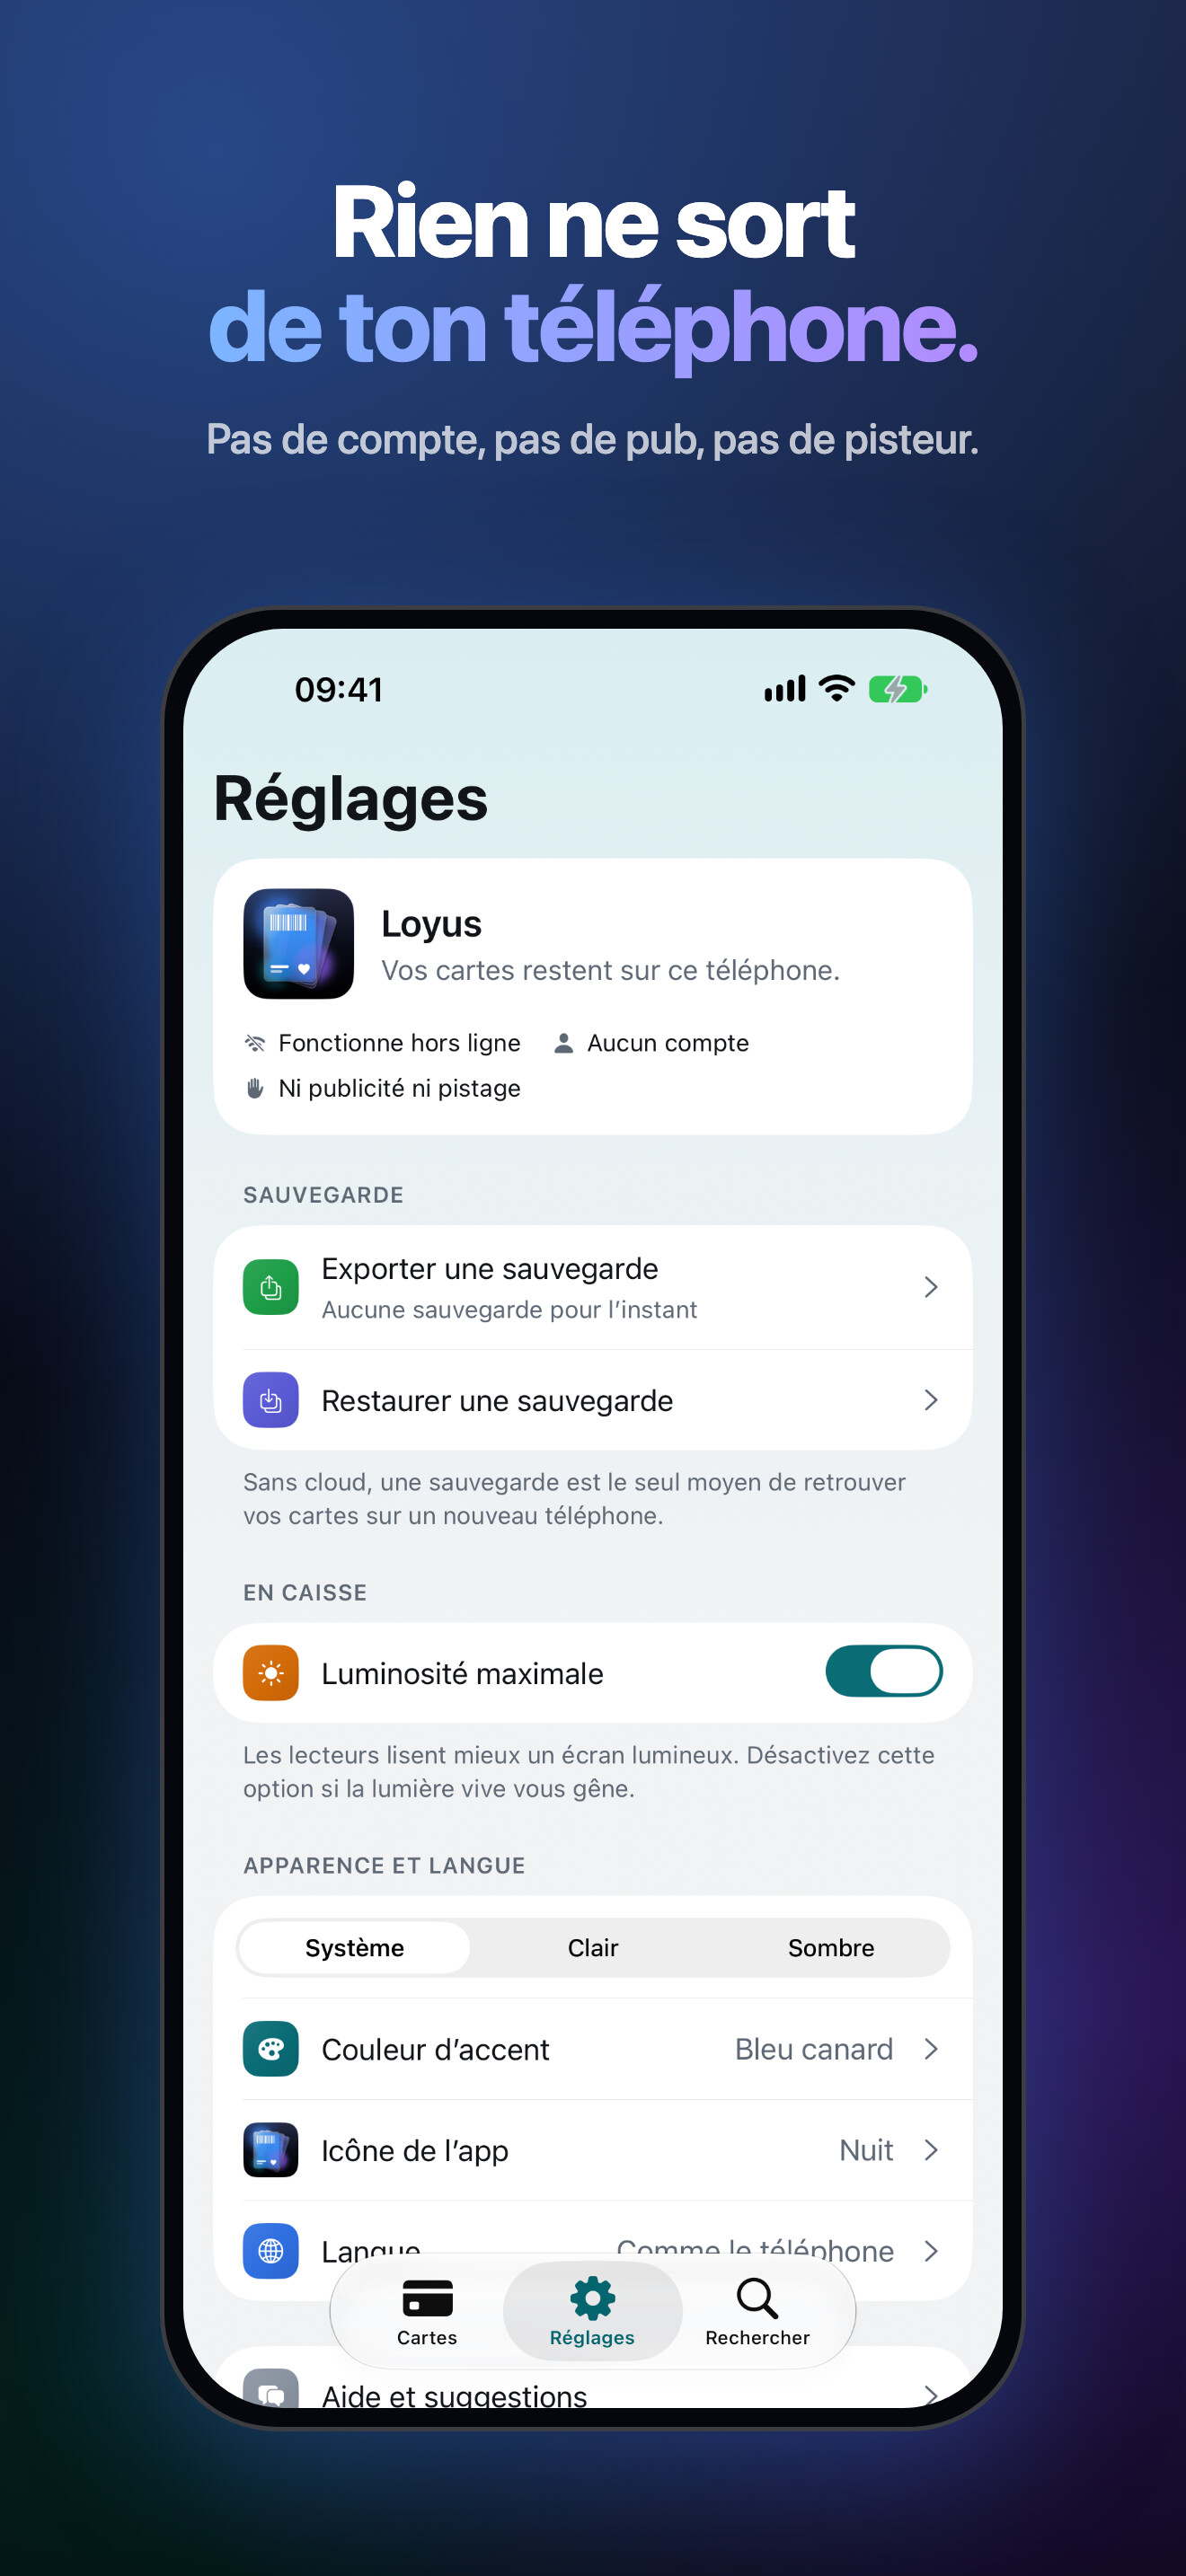 Rien ne sort
de ton téléphone.
Pas de compte, pas de pub, pas de pisteur.
09:41
Réglages
Loyus
Vos cartes restent sur ce téléphone.
Fonctionne hors ligne
Aucun compte
Ni publicité ni pistage
SAUVEGARDE
Exporter une sauvegarde
Aucune sauvegarde pour l’instant
Restaurer une sauvegarde
Sans cloud, une sauvegarde est le seul moyen de retrouver
vos cartes sur un nouveau téléphone.
EN CAISSE
Luminosité maximale
Les lecteurs lisent mieux un écran lumineux. Désactivez cette
option si la lumière vive vous gêne.
APPARENCE ET LANGUE
Système
Clair
Sombre
Couleur d’accent
Bleu canard
Icône de l’app
Nuit
Langue
Comme le téléphone
Cartes
Réglages
Rechercher
Aide et suggestions